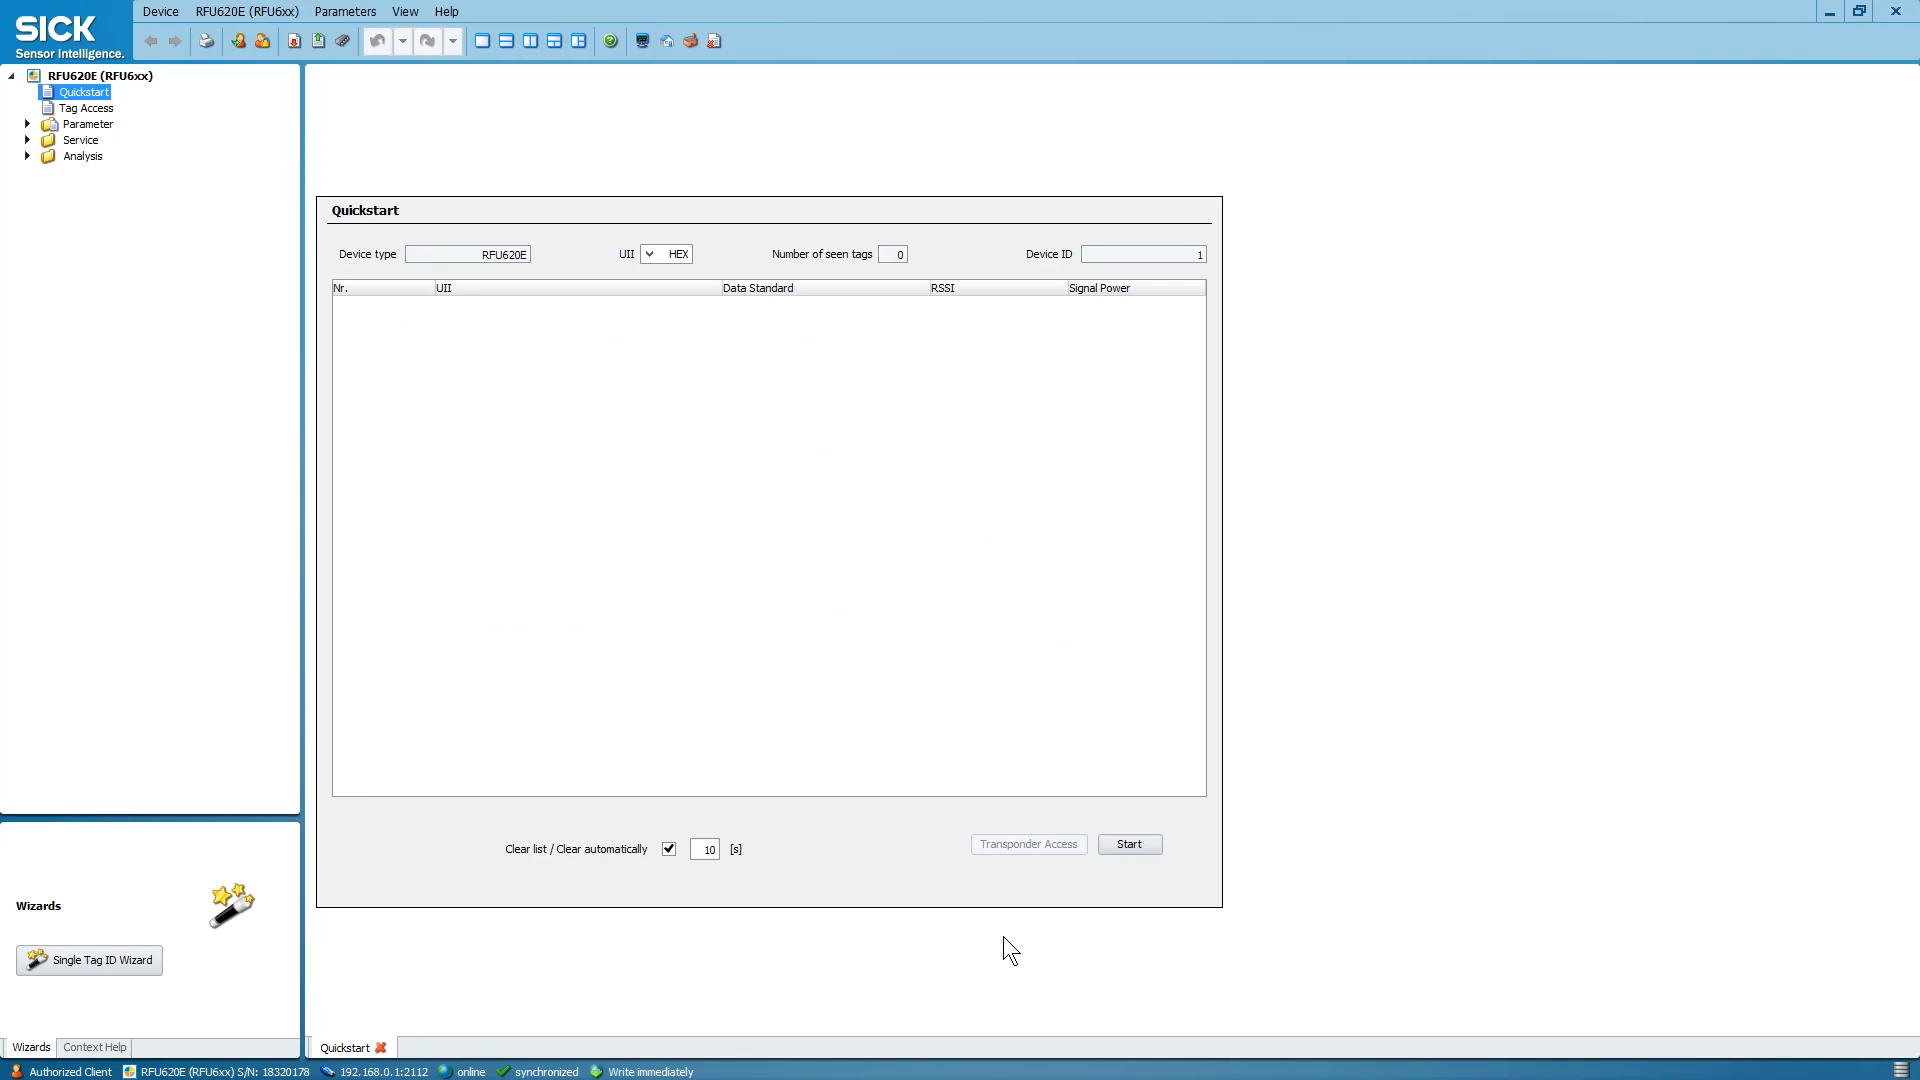 SICK
Sensor Intelligence.
Device RFU620E (RFU6xx) Parameters View Help
RFU620E (RFU6xx)
Quickstart
Tag Access
Parameter
Service
Analysis
Quickstart
Device type RFU620E UII HEX Number of seen tags 0 Device ID 1
Nr. UII Data Standard RSSI Signal Power
Clear list / Clear automatically 10 [s] Transponder Access Start
Wizards
Single Tag ID Wizard
Wizards Context Help
Quickstart
Authorized Client RFU620E (RFU6xx) S/N: 18320178 192.168.0.1:2112 online synchronized Write immediately